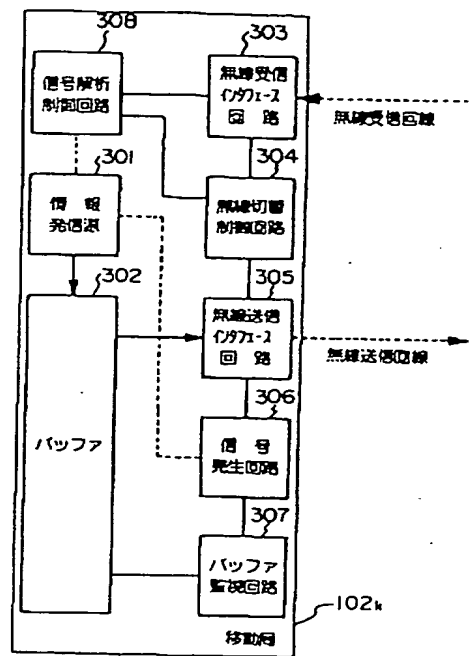 308
信号解析
制御回路
303
無線受信
インタフェース
回路
無線受信回線
301
情報
発信源
304
無線切替
制御回路
302
バッファ
305
無線送信
インタフェース
回路
無線送信回線
306
信号
発生回路
307
バッファ
監視回路
102k
移動局